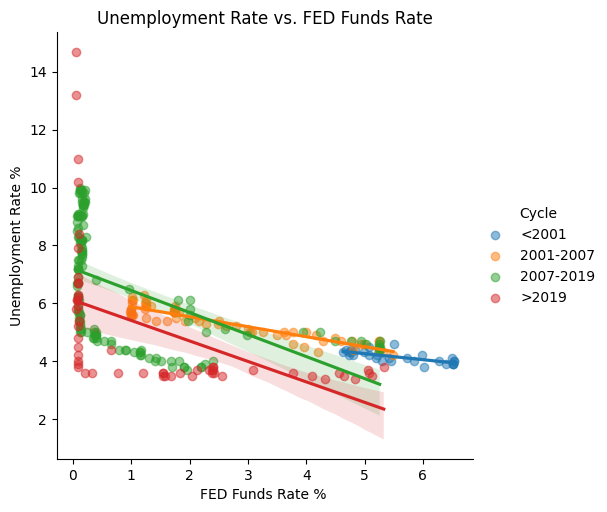 Unemployment Rate vs. FED Funds Rate
14
12
10
8
6
4
2
Unemployment Rate %
0 1 2 3 4 5 6
FED Funds Rate %
Cycle
<2001
2001-2007
2007-2019
>2019